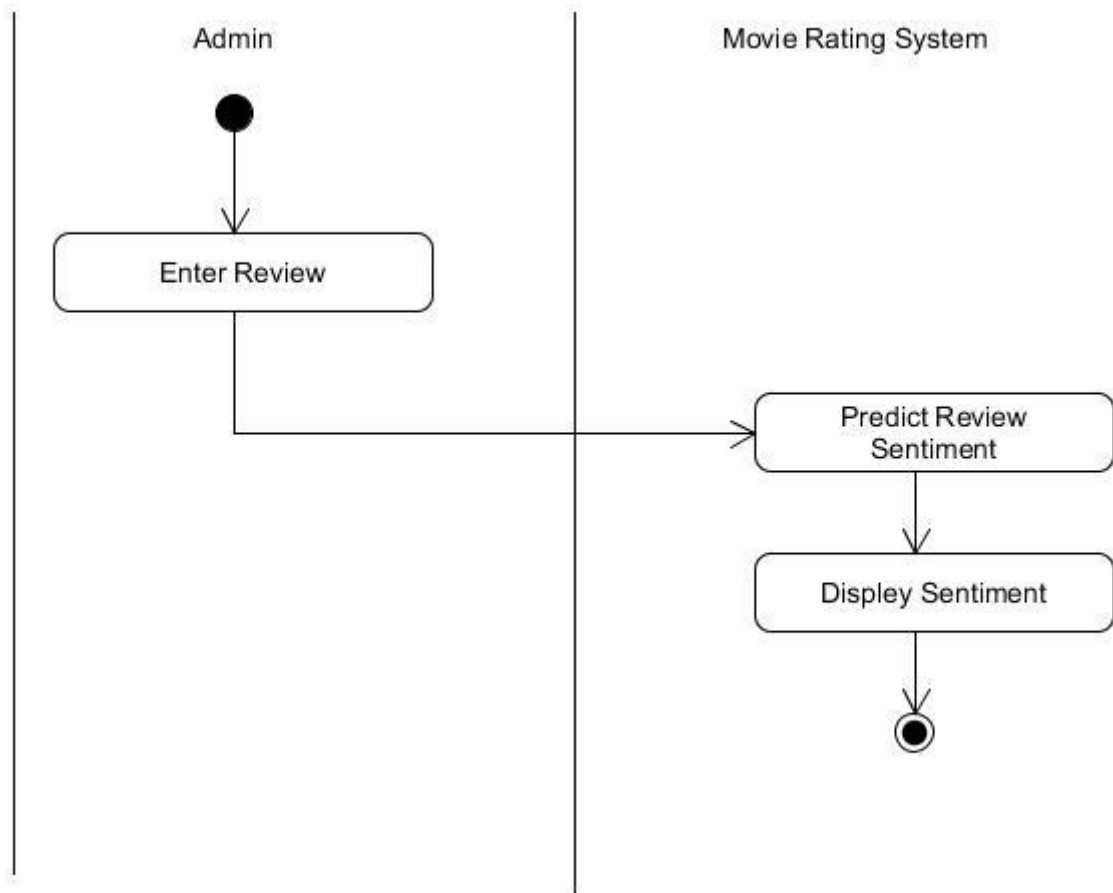 Admin
Movie Rating System
Enter Review
Predict Review
Sentiment
Displey Sentiment